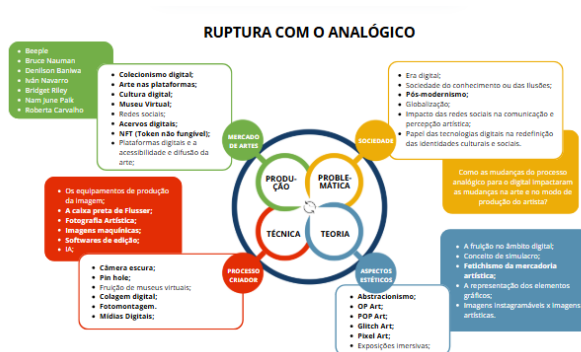 RUPTURA COM O ANALÓGICO
• Beeple
• Bruce Nauman
• Denilson Baniwa
• Iván Navarro
• Bridget Riley
• Nam June Paik
• Roberta Carvalho
• Colecionismo digital;
• Arte nas plataformas;
• Cultura digital;
• Museu Virtual;
• Redes sociais;
• Acervos digitais;
• NFT (Token não fungível);
• Plataformas digitais e a
acessibilidade e difusão da
arte;
MERCADO
DE ARTES
SOCIEDADE
• Era digital;
• Sociedade do conhecimento ou das Ilusões;
• Pós-modernismo;
• Globalização;
• Impacto das redes sociais na comunicação e
percepção artística;
• Papel das tecnologias digitais na redefinição
das identidades culturais e sociais.
Como as mudanças do processo
analógico para o digital impactaram
as mudanças na arte e no modo de
produção do artista?
PRODU-
ÇÃO
PROBLE-
MÁTICA
TÉCNICA
TEORIA
• Os equipamentos de produção
da imagem;
• A caixa preta de Flusser;
• Fotografia Artística;
• Imagens maquínicas;
• Softwares de edição;
• IA;
• Câmera escura;
• Pin hole;
• Fruição de museus virtuais;
• Colagem digital;
• Fotomontagem.
• Mídias Digitais;
PROCESSO
CRIADOR
ASPECTOS
ESTÉTICOS
• A fruição no âmbito digital;
• Conceito de simulacro;
• Fetichismo da mercadoria
artística;
• A representação dos elementos
gráficos;
• Imagens instagramáveis x Imagens
artísticas.
• Abstracionismo;
• OP Art;
• POP Art;
• Glitch Art;
• Pixel Art;
• Exposições imersivas;